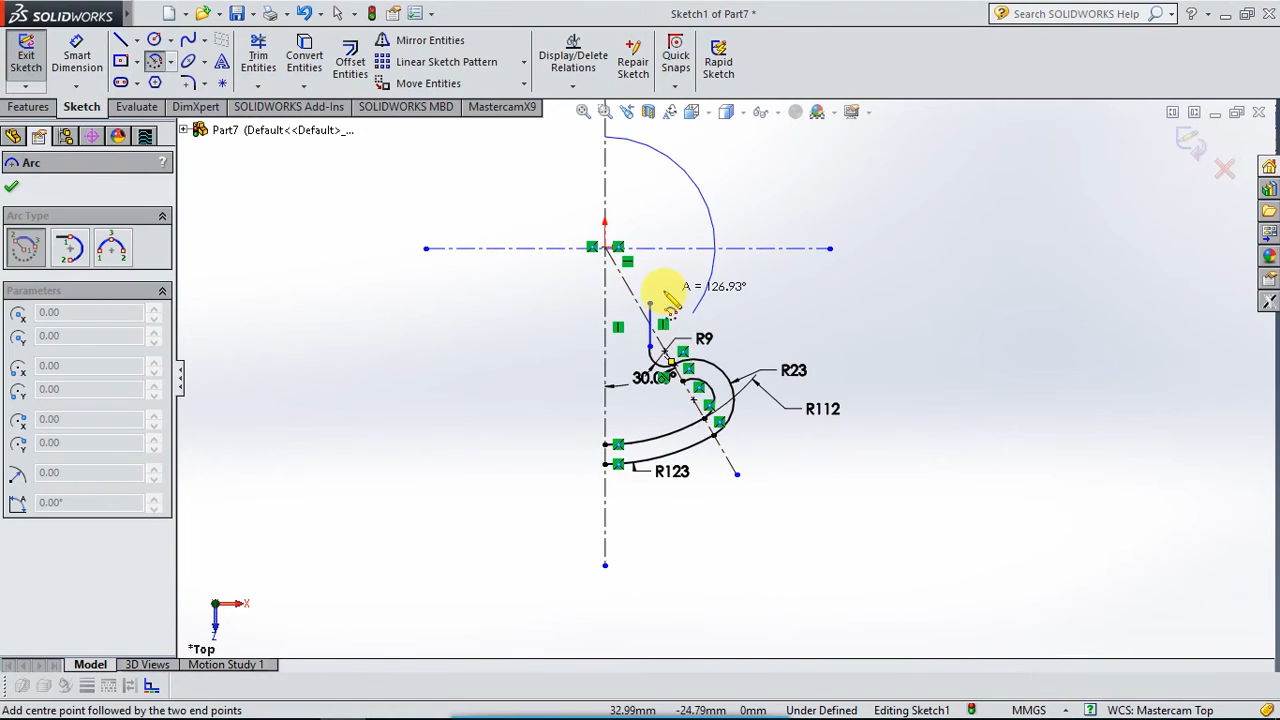 SOLIDWORKS
Sketch1 of Part7 *
Search SOLIDWORKS Help
Exit Sketch
Smart Dimension
Trim Entities
Convert Entities
Offset Entities
Mirror Entities
Linear Sketch Pattern
Move Entities
Display/Delete Relations
Repair Sketch
Quick Snaps
Rapid Sketch
Features
Sketch
Evaluate
DimXpert
SOLIDWORKS Add-Ins
SOLIDWORKS MBD
MastercamX9
Part7 (Default<<Default>_...
Arc
?
Arc Type
Parameters
0.00
0.00
0.00
0.00
0.00
0.00
0.00
0.00°
A = 126.93°
R9
R23
R112
R123
X
Z
*Top
Model
3D Views
Motion Study 1
Add centre point followed by the two end points
32.99mm
-24.79mm
0mm
Under Defined
Editing Sketch1
MMGS
WCS: Mastercam Top